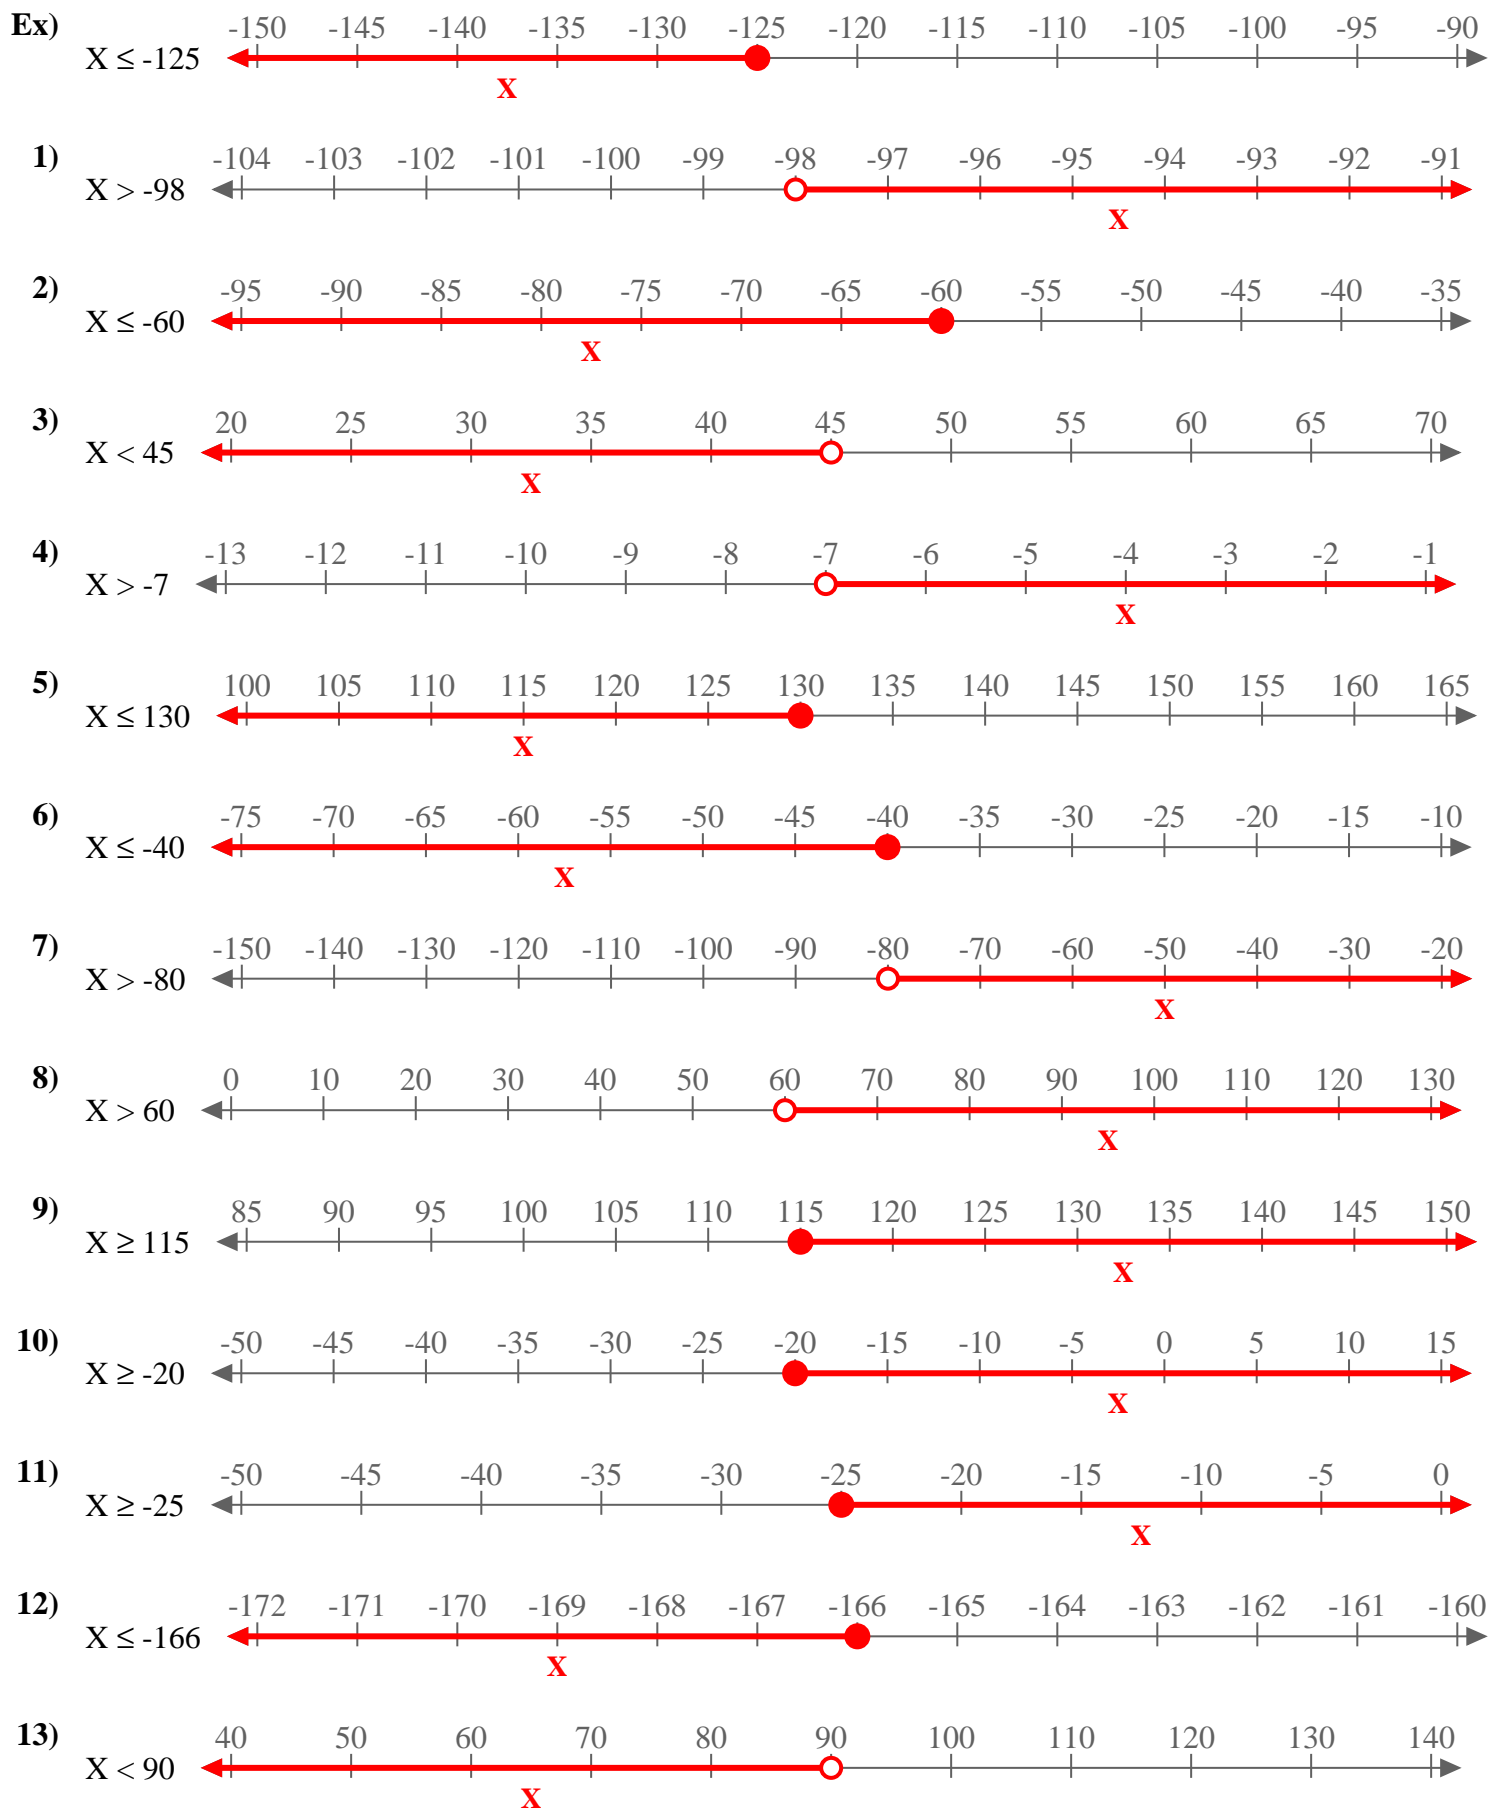 Ex) -150 -145 -140 -135 -130 -125 -120 -115 -110 -105 -100 -95 -90
X ≤ -125
X
1) -104 -103 -102 -101 -100 -99 -98 -97 -96 -95 -94 -93 -92 -91
X > -98
X
2) -95 -90 -85 -80 -75 -70 -65 -60 -55 -50 -45 -40 -35
X ≤ -60
X
3) 20 25 30 35 40 45 50 55 60 65 70
X < 45
X
4) -13 -12 -11 -10 -9 -8 -7 -6 -5 -4 -3 -2 -1
X > -7
X
5) 100 105 110 115 120 125 130 135 140 145 150 155 160 165
X ≤ 130
X
6) -75 -70 -65 -60 -55 -50 -45 -40 -35 -30 -25 -20 -15 -10
X ≤ -40
X
7) -150 -140 -130 -120 -110 -100 -90 -80 -70 -60 -50 -40 -30 -20
X > -80
X
8) 0 10 20 30 40 50 60 70 80 90 100 110 120 130
X > 60
X
9) 85 90 95 100 105 110 115 120 125 130 135 140 145 150
X ≥ 115
X
10) -50 -45 -40 -35 -30 -25 -20 -15 -10 -5 0 5 10 15
X ≥ -20
X
11) -50 -45 -40 -35 -30 -25 -20 -15 -10 -5 0
X ≥ -25
X
12) -172 -171 -170 -169 -168 -167 -166 -165 -164 -163 -162 -161 -160
X ≤ -166
X
13) 40 50 60 70 80 90 100 110 120 130 140
X < 90
X